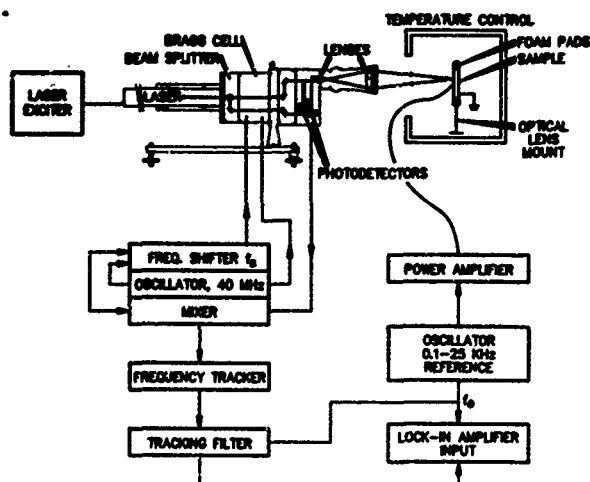 TEMPERATURE CONTROL
BRAGG CELL
BEAM SPLITTER
LENSES
FOAM PADS
SAMPLE
LASER
EXCITER
LASER
OPTICAL
LENS
MOUNT
PHOTODETECTORS
FREQ. SHIFTER fs
OSCILLATOR, 40 MHz
MIXER
POWER AMPLIFIER
OSCILLATOR
0.1-25 KHz
REFERENCE
FREQUENCY TRACKER
fo
TRACKING FILTER
LOCK-IN AMPLIFIER
INPUT